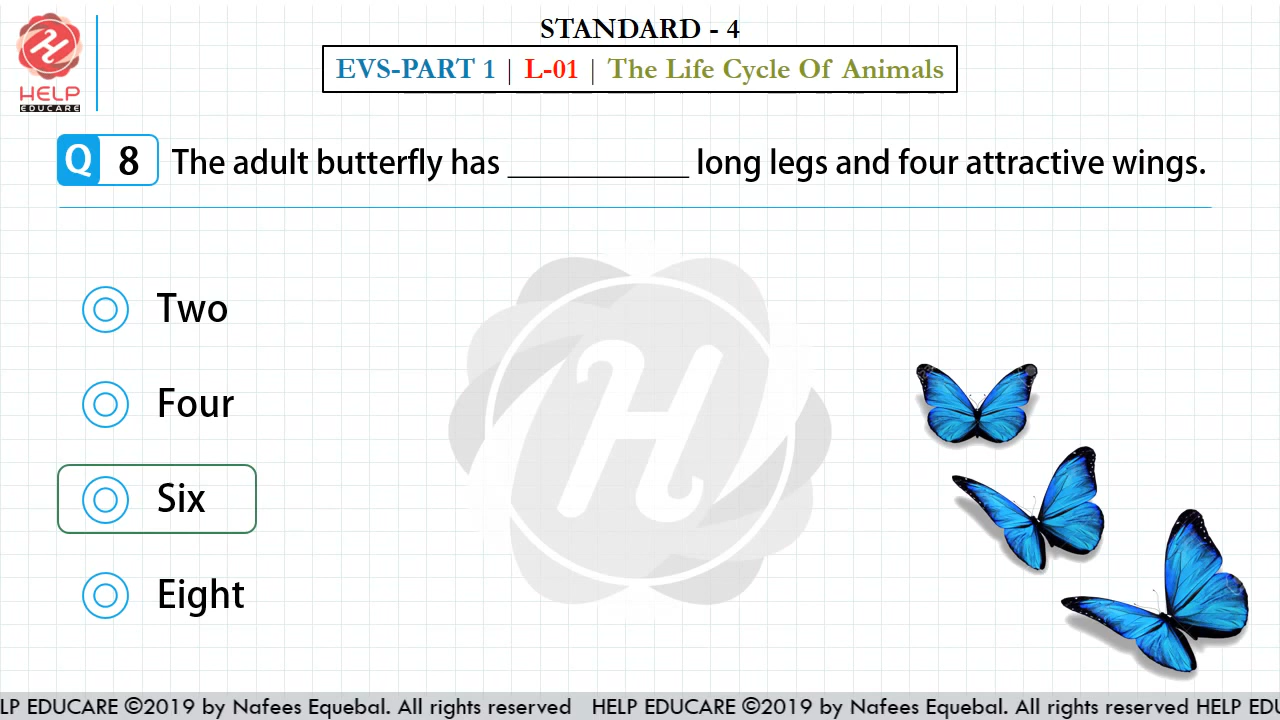 STANDARD - 4
EVS-PART 1 | L-01 | The Life Cycle Of Animals
HELP
EDUCARE
Q 8 The adult butterfly has ___________ long legs and four attractive wings.
Two
Four
Six
Eight
H
LP EDUCARE ©2019 by Nafees Equebal. All rights reserved HELP EDUCARE ©2019 by Nafees Equebal. All rights reserved HELP EDU